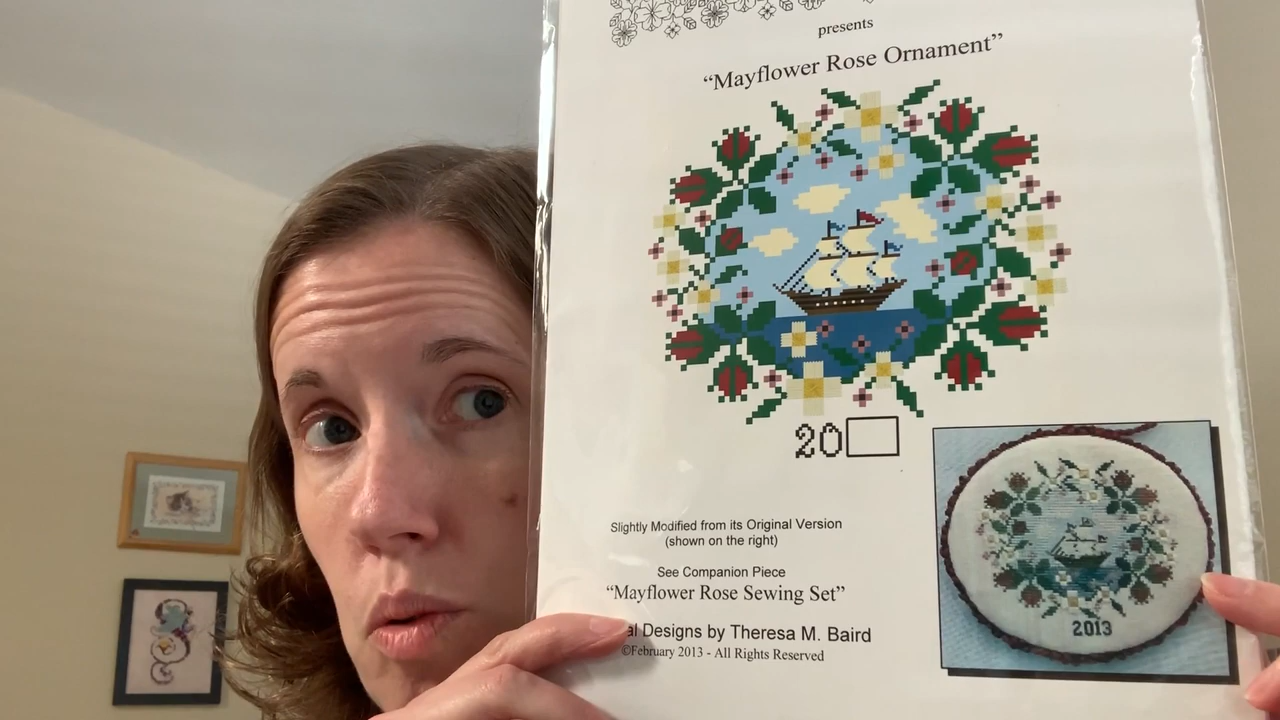 presents
“Mayflower Rose Ornament”
20
Slightly Modified from its Original Version
(shown on the right)
See Companion Piece
“Mayflower Rose Sewing Set”
al Designs by Theresa M. Baird
©February 2013 - All Rights Reserved
2013